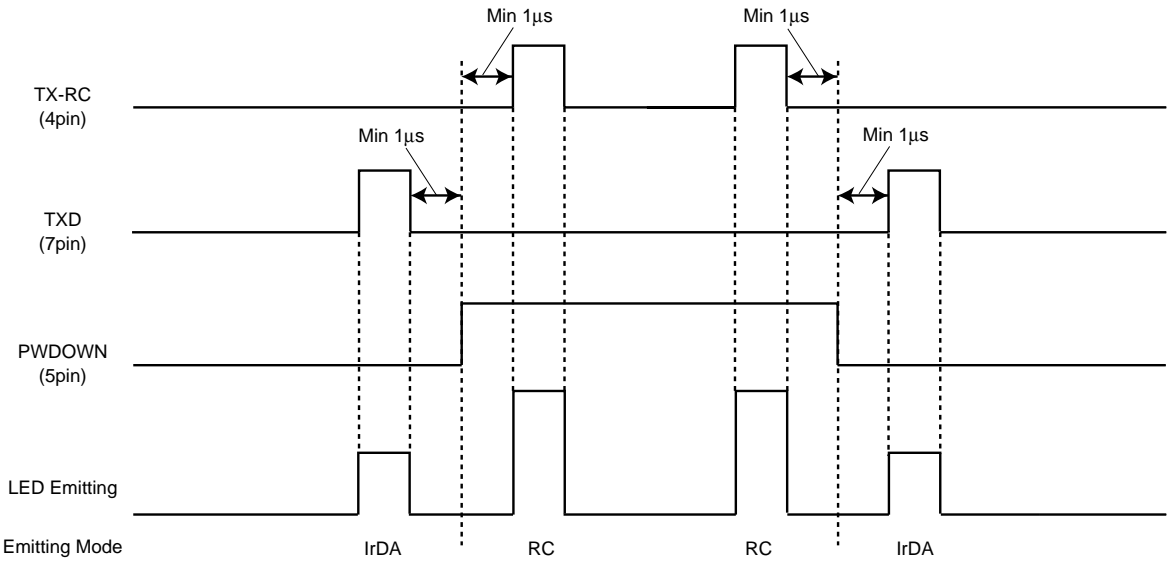 Min 1μs
Min 1μs
TX-RC
(4pin)
Min 1μs
Min 1μs
TXD
(7pin)
PWDOWN
(5pin)
LED Emitting
Emitting Mode
IrDA
RC
RC
IrDA